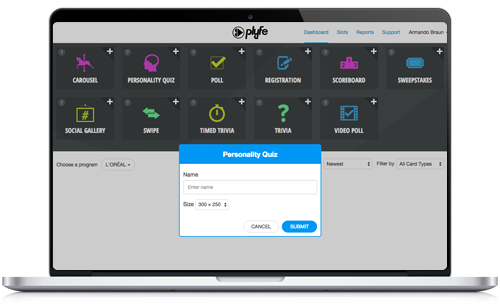 plyfe
Dashboard Slots Reports Support Armando Braun
CAROUSEL PERSONALITY QUIZ POLL REGISTRATION SCOREBOARD SWEEPSTAKES
SOCIAL GALLERY SWIPE TIMED TRIVIA TRIVIA VIDEO POLL
Personality Quiz
Choose a program L'ORÉAL Newest Filter by All Card Types
Name
Enter name
Size 300 × 250
CANCEL SUBMIT